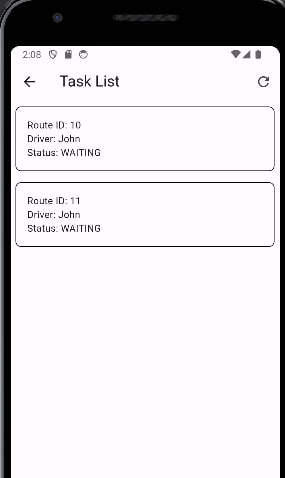 2:08
Task List
Route ID: 10
Driver: John
Status: WAITING
Route ID: 11
Driver: John
Status: WAITING